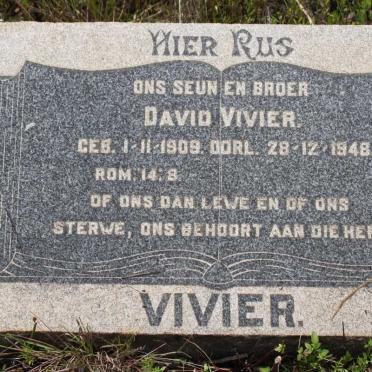 HIER RUS
ONS SEUN EN BROER
DAVID VIVIER.
GEB. 1-11-1909. OORL. 28-12-1948.
ROM. 14:8.
OF ONS DAN LEWE EN OF ONS
STERWE, ONS BEHOORT AAN DIE
VIVIER.